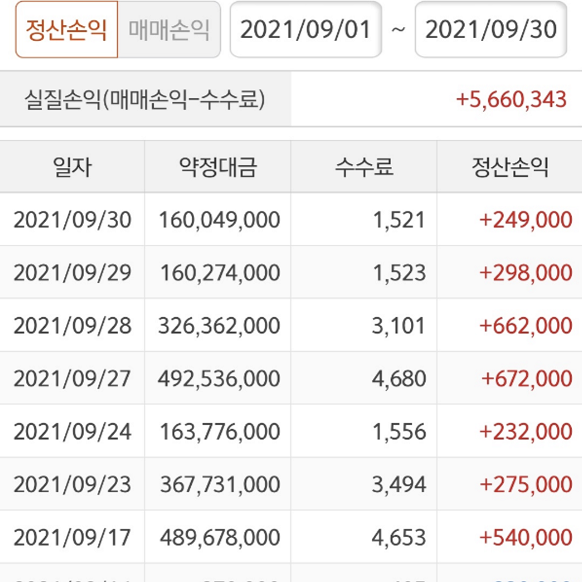 정산손익 매매손익 2021/09/01 ~ 2021/09/30
실질손익(매매손익-수수료) +5,660,343
일자 약정대금 수수료 정산손익
2021/09/30 160,049,000 1,521 +249,000
2021/09/29 160,274,000 1,523 +298,000
2021/09/28 326,362,000 3,101 +662,000
2021/09/27 492,536,000 4,680 +672,000
2021/09/24 163,776,000 1,556 +232,000
2021/09/23 367,731,000 3,494 +275,000
2021/09/17 489,678,000 4,653 +540,000